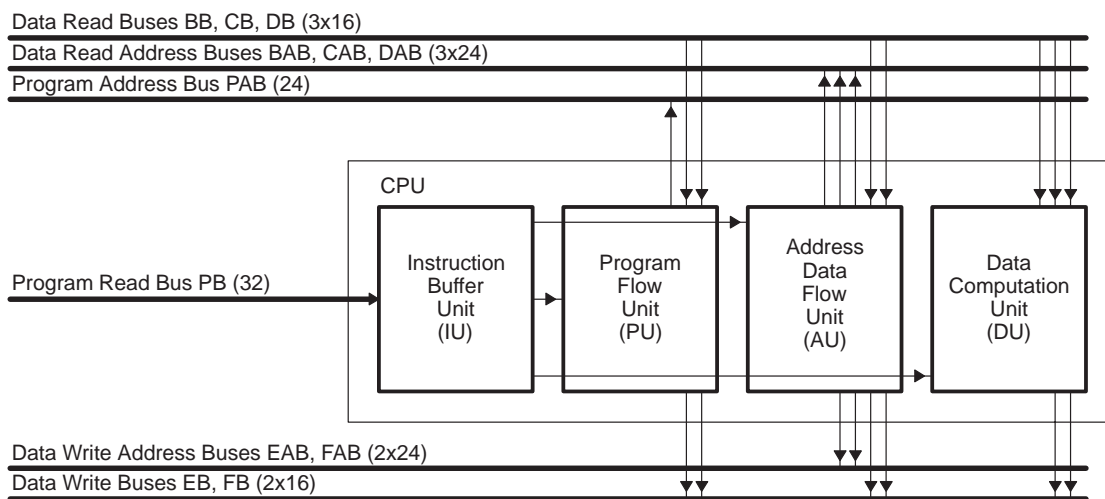 Data Read Buses BB, CB, DB (3x16)
Data Read Address Buses BAB, CAB, DAB (3x24)
Program Address Bus PAB (24)
CPU
Program Read Bus PB (32)
Instruction
Buffer
Unit
(IU)
Program
Flow
Unit
(PU)
Address
Data
Flow
Unit
(AU)
Data
Computation
Unit
(DU)
Data Write Address Buses EAB, FAB (2x24)
Data Write Buses EB, FB (2x16)